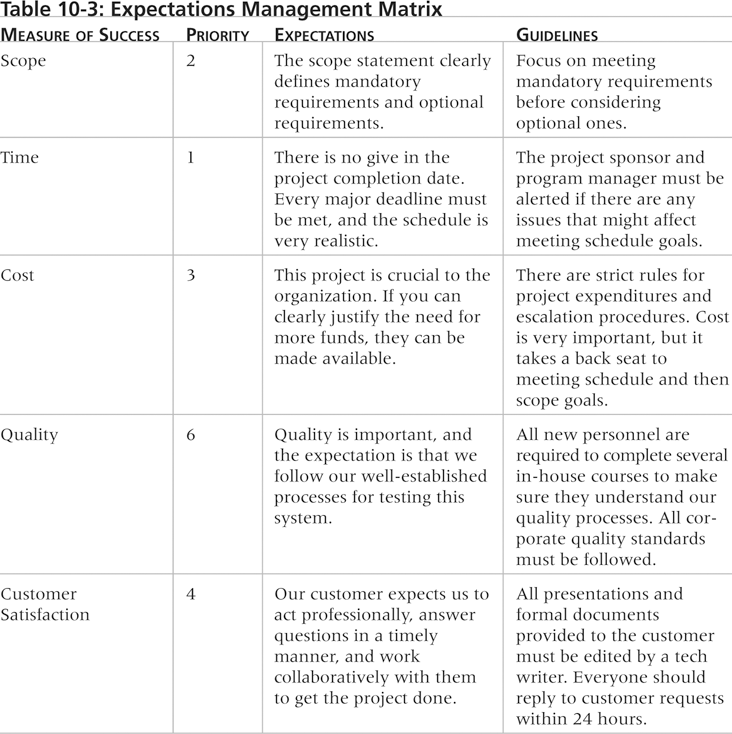 Table 10-3: Expectations Management Matrix
MEASURE OF SUCCESS PRIORITY EXPECTATIONS GUIDELINES
Scope 2 The scope statement clearly Focus on meeting
defines mandatory mandatory requirements
requirements and optional before considering
requirements. optional ones.
Time 1 There is no give in the The project sponsor and
project completion date. program manager must be
Every major deadline must alerted if there are any
be met, and the schedule is issues that might affect
very realistic. meeting schedule goals.
Cost 3 This project is crucial to the There are strict rules for
organization. If you can project expenditures and
clearly justify the need for escalation procedures. Cost
more funds, they can be is very important, but it
made available. takes a back seat to
meeting schedule and then
scope goals.
Quality 6 Quality is important, and All new personnel are
the expectation is that we required to complete several
follow our well-established in-house courses to make
processes for testing this sure they understand our
system. quality processes. All cor-
porate quality standards
must be followed.
Customer 4 Our customer expects us to All presentations and
Satisfaction act professionally, answer formal documents
questions in a timely provided to the customer
manner, and work must be edited by a tech
collaboratively with them writer. Everyone should
to get the project done. reply to customer requests
within 24 hours.